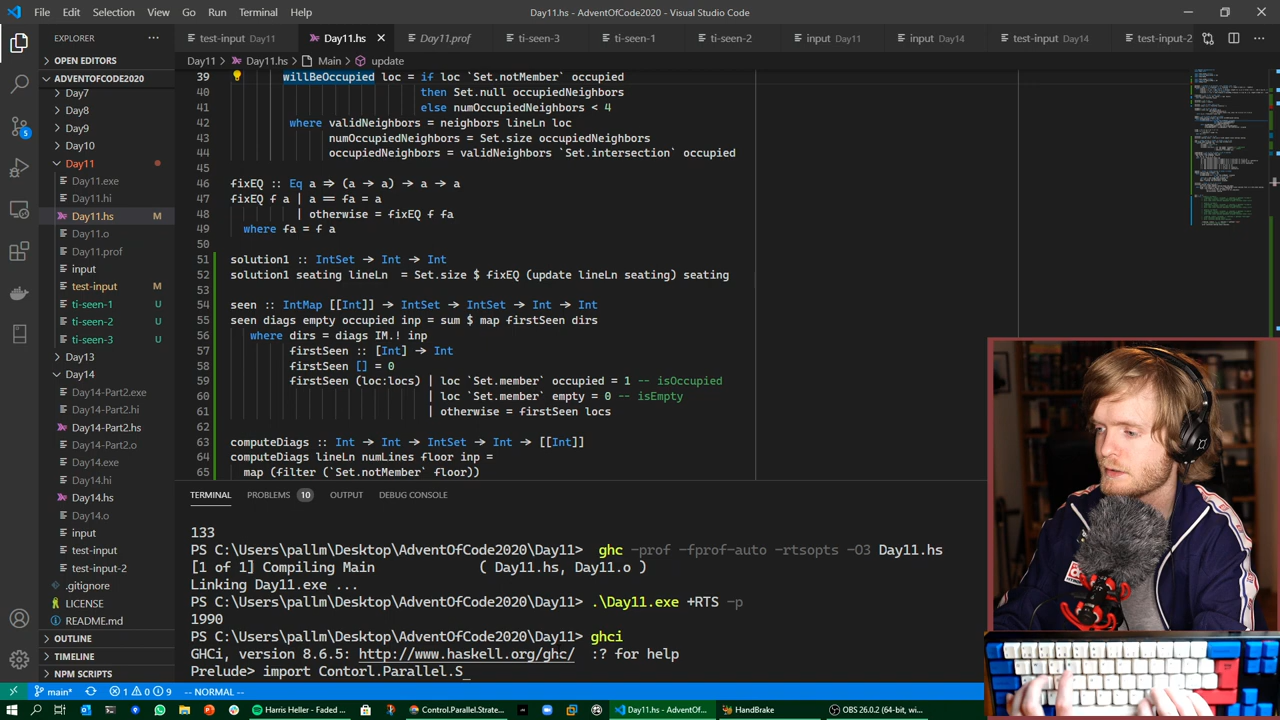 File Edit Selection View Go Run Terminal Help
Day11.hs - AdventOfCode2020 - Visual Studio Code
EXPLORER
test-input Day11
Day11.hs
Day11.prof
ti-seen-3
ti-seen-1
ti-seen-2
input Day11
input Day14
test-input Day14
test-input-2
OPEN EDITORS
Day11 > Day11.hs > Main > update
ADVENTOFCODE2020
Day7
Day8
Day9
Day10
Day11
Day11.exe
Day11.hi
Day11.hs M
Day11.o
Day11.prof
input
test-input M
ti-seen-1 U
ti-seen-2 U
ti-seen-3 U
Day13
Day14
Day14-Part2.exe
Day14-Part2.hi
Day14-Part2.hs
Day14-Part2.o
Day14.exe
Day14.hi
Day14.hs
Day14.o
input
test-input
test-input-2
.gitignore
LICENSE
README.md
OUTLINE
TIMELINE
NPM SCRIPTS
39 willBeOccupied loc = if loc `Set.notMember` occupied
40 then Set.null occupiedNeighbors
41 else numOccupiedNeighbors < 4
42 where validNeighbors = neighbors lineLn loc
43 numOccupiedNeighbors = Set.size occupiedNeighbors
44 occupiedNeighbors = validNeighbors `Set.intersection` occupied
45
46 fixEQ :: Eq a => (a -> a) -> a -> a
47 fixEQ f a | a == fa = a
48 | otherwise = fixEQ f fa
49 where fa = f a
50
51 solution1 :: IntSet -> Int -> Int
52 solution1 seating lineLn = Set.size $ fixEQ (update lineLn seating) seating
53
54 seen :: IntMap [[Int]] -> IntSet -> IntSet -> Int -> Int
55 seen diags empty occupied inp = sum $ map firstSeen dirs
56 where dirs = diags IM.! inp
57 firstSeen :: [Int] -> Int
58 firstSeen [] = 0
59 firstSeen (loc:locs) | loc `Set.member` occupied = 1 -- isOccupied
60 | loc `Set.member` empty = 0 -- isEmpty
61 | otherwise = firstSeen locs
62
63 computeDiags :: Int -> Int -> IntSet -> Int -> [[Int]]
64 computeDiags lineLn numLines floor inp =
65 map (filter (`Set.notMember` floor))
TERMINAL PROBLEMS 10 OUTPUT DEBUG CONSOLE
133
PS C:\Users\pallm\Desktop\AdventOfCode2020\Day11> ghc -prof -fprof-auto -rtsopts -O3 Day11.hs
[1 of 1] Compiling Main ( Day11.hs, Day11.o )
Linking Day11.exe ...
PS C:\Users\pallm\Desktop\AdventOfCode2020\Day11> .\Day11.exe +RTS -p
1990
PS C:\Users\pallm\Desktop\AdventOfCode2020\Day11> ghci
GHCi, version 8.6.5: http://www.haskell.org/ghc/ :? for help
Prelude> import Contorl.Parallel.S_
main* 1 0 9 -- NORMAL --
Harris Heller - Faded ...
Control.Parallel.Strate...
Day11.hs - AdventOf...
HandBrake
OBS 26.0.2 (64-bit, wi...